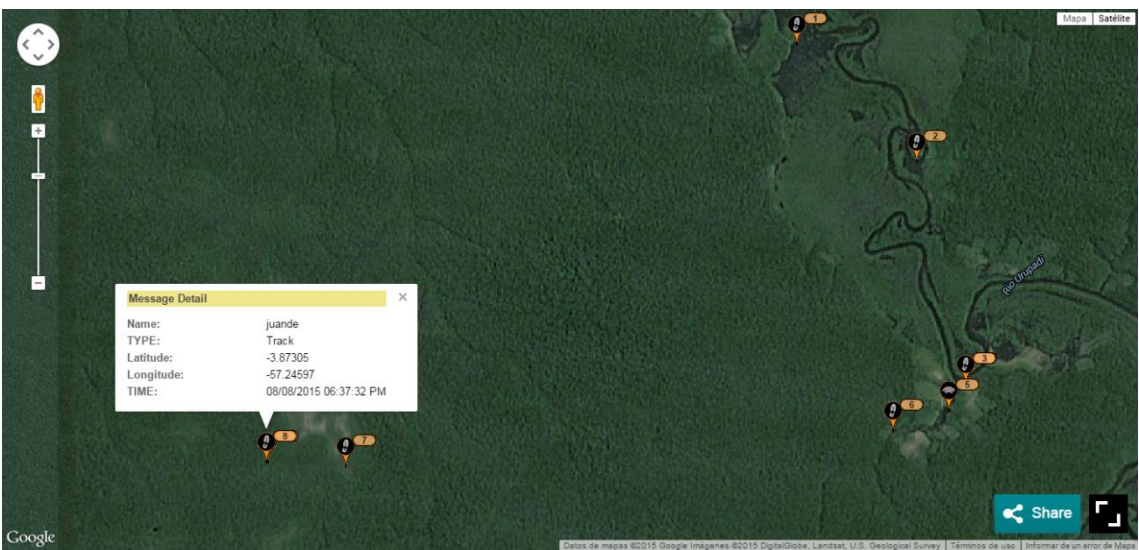 1
Mapa Satélite
2
Rio Urupadí
Message Detail ×
Name: juande
TYPE: Track
Latitude: -3.87305
Longitude: -57.24597
TIME: 08/08/2015 06:37:32 PM
3
5
6
8 7
Share
Google
Datos de mapas ©2015 Google Imágenes ©2015 DigitalGlobe, Landsat, U.S. Geological Survey Términos de uso Informar de un error de Maps